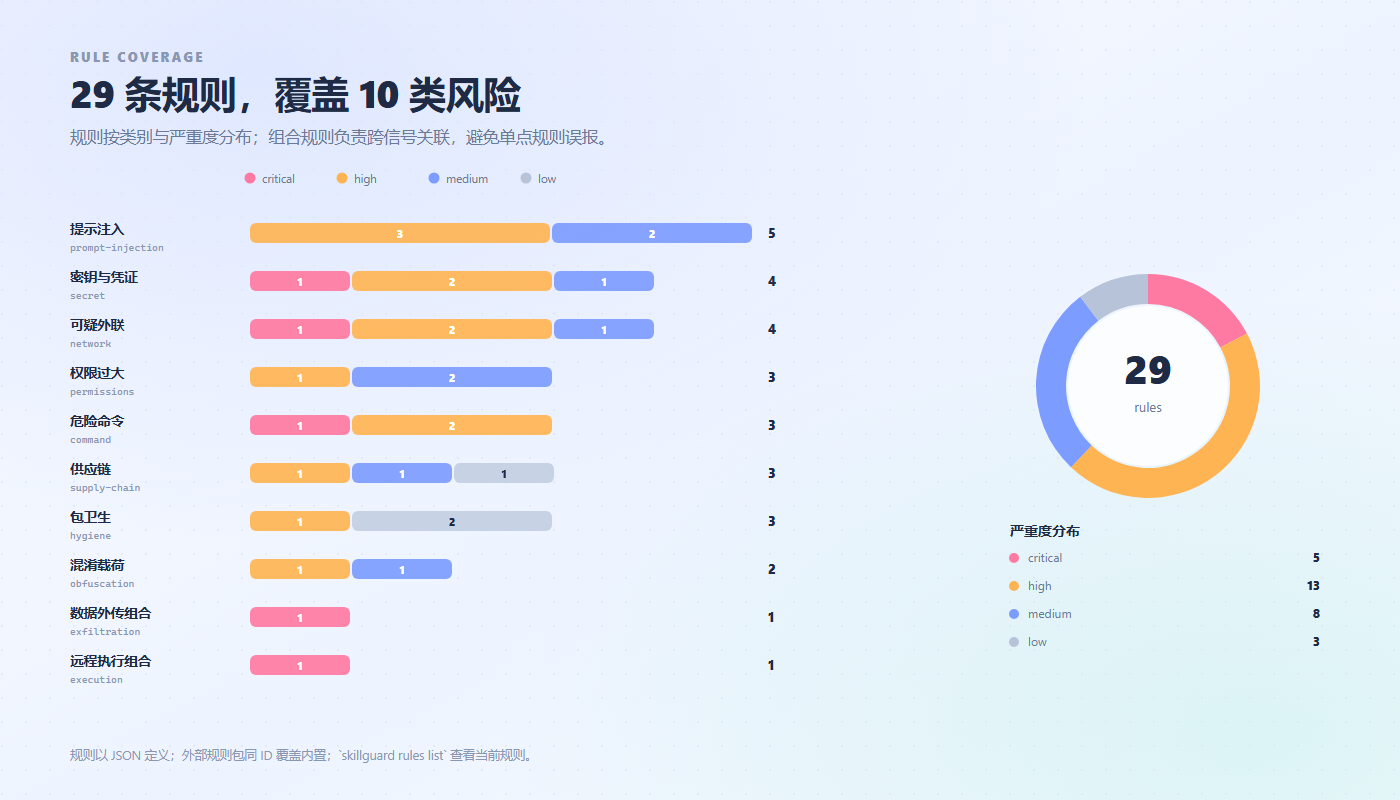 RULE COVERAGE
29 条规则，覆盖 10 类风险
规则按类别与严重度分布；组合规则负责跨信号关联，避免单点规则误报。
critical high medium low
提示注入 3 2 5
prompt-injection
密钥与凭证 1 2 1 4
secret
可疑外联 1 2 1 4
network
权限过大 1 2 3
permissions
危险命令 1 2 3
command
供应链 1 1 1 3
supply-chain
包卫生 1 2 3
hygiene
混淆载荷 1 1 2
obfuscation
数据外传组合 1 1
exfiltration
远程执行组合 1 1
execution
29
rules
严重度分布
critical 5
high 13
medium 8
low 3
规则以 JSON 定义；外部规则包同 ID 覆盖内置；`skillguard rules list` 查看当前规则。